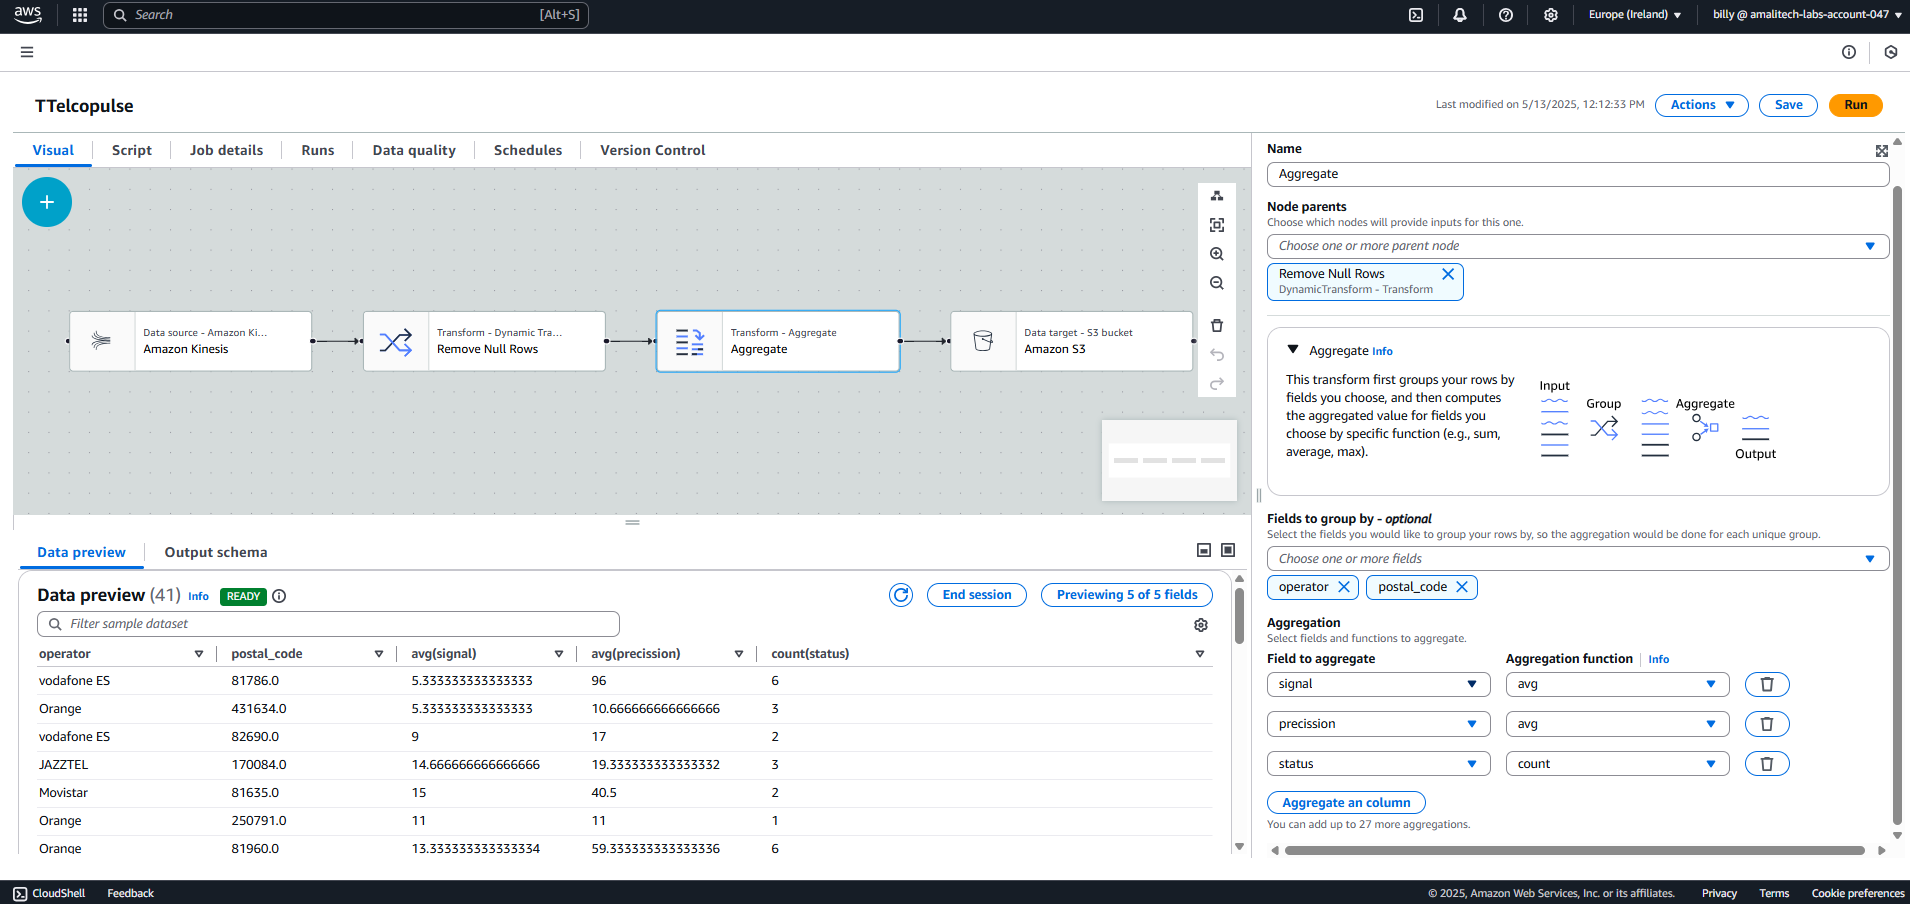 aws
Search [Alt+S]
Europe (Ireland)
billy @ amalitech-labs-account-047
TTelcopulse
Last modified on 5/13/2025, 12:12:33 PM
Actions
Save
Run
Visual
Script
Job details
Runs
Data quality
Schedules
Version Control
Data source - Amazon Ki...
Amazon Kinesis
Transform - Dynamic Tra...
Remove Null Rows
Transform - Aggregate
Aggregate
Data target - S3 bucket
Amazon S3
Data preview
Output schema
Data preview (41) Info READY
End session
Previewing 5 of 5 fields
Filter sample dataset
operator postal_code avg(signal) avg(precission) count(status)
vodafone ES 81786.0 5.333333333333333 96 6
Orange 431634.0 5.333333333333333 10.666666666666666 3
vodafone ES 82690.0 9 17 2
JAZZTEL 170084.0 14.666666666666666 19.333333333333332 3
Movistar 81635.0 15 40.5 2
Orange 250791.0 11 11 1
Orange 81960.0 13.333333333333334 59.333333333333336 6
Name
Aggregate
Node parents
Choose which nodes will provide inputs for this one.
Choose one or more parent node
Remove Null Rows
DynamicTransform - Transform
Aggregate Info
This transform first groups your rows by
fields you choose, and then computes
the aggregated value for fields you
choose by specific function (e.g., sum,
average, max).
Input
Group
Aggregate
Output
Fields to group by - optional
Select the fields you would like to group your rows by, so the aggregation would be done for each unique group.
Choose one or more fields
operator
postal_code
Aggregation
Select fields and functions to aggregate.
Field to aggregate
Aggregation function Info
signal avg
precission avg
status count
Aggregate an column
You can add up to 27 more aggregations.
CloudShell
Feedback
© 2025, Amazon Web Services, Inc. or its affiliates.
Privacy
Terms
Cookie preferences